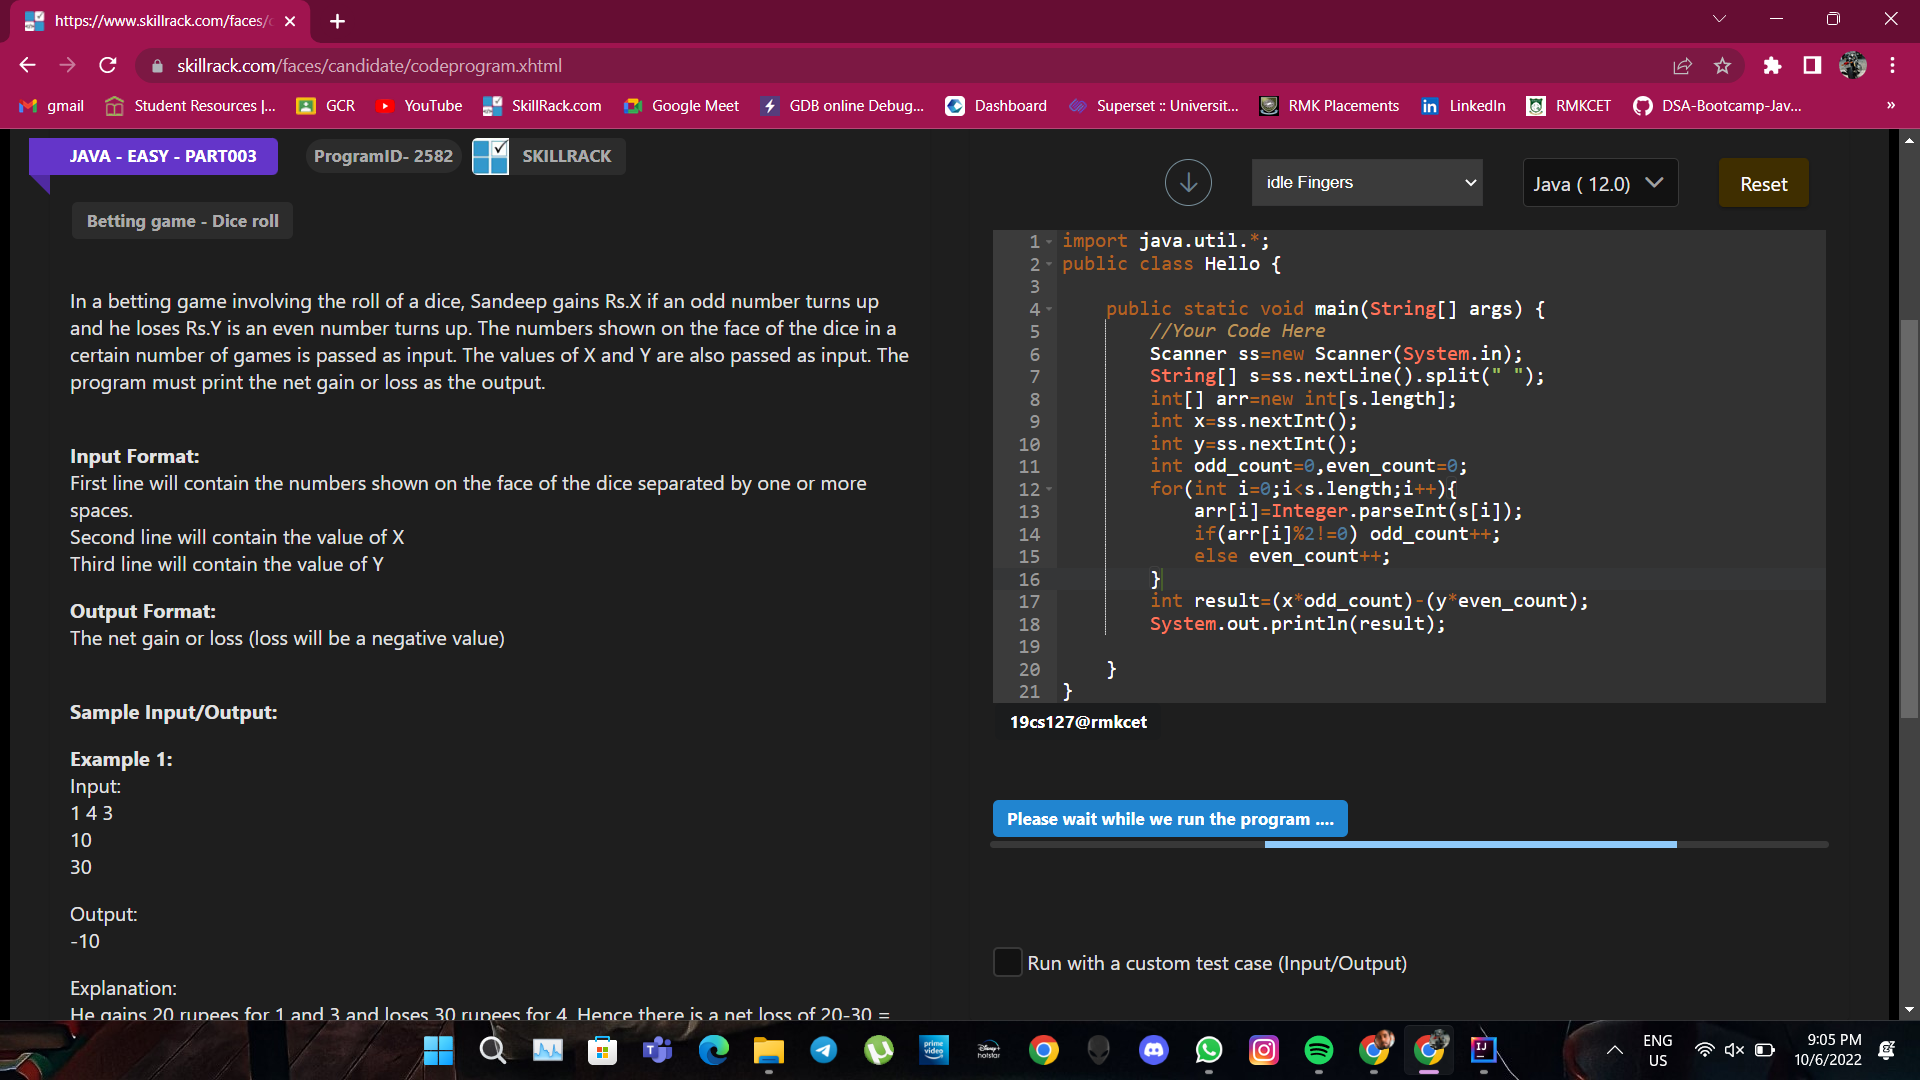 https://www.skillrack.com/faces/c
skillrack.com/faces/candidate/codeprogram.xhtml
gmail
Student Resources |...
GCR
YouTube
SkillRack.com
Google Meet
GDB online Debug...
Dashboard
Superset :: Universit...
RMK Placements
LinkedIn
RMKCET
DSA-Bootcamp-Jav...
»
JAVA - EASY - PART003
ProgramID- 2582
SKILLRACK
Betting game - Dice roll
In a betting game involving the roll of a dice, Sandeep gains Rs.X if an odd number turns up
and he loses Rs.Y is an even number turns up. The numbers shown on the face of the dice in a
certain number of games is passed as input. The values of X and Y are also passed as input. The
program must print the net gain or loss as the output.
Input Format:
First line will contain the numbers shown on the face of the dice separated by one or more
spaces.
Second line will contain the value of X
Third line will contain the value of Y
Output Format:
The net gain or loss (loss will be a negative value)
Sample Input/Output:
Example 1:
Input:
1 4 3
10
30
Output:
-10
Explanation:
He gains 20 rupees for 1 and 3 and loses 30 rupees for 4. Hence there is a net loss of 20-30 =
idle Fingers
Java ( 12.0)
Reset
1 import java.util.*;
2 public class Hello {
3
4     public static void main(String[] args) {
5         //Your Code Here
6         Scanner ss=new Scanner(System.in);
7         String[] s=ss.nextLine().split(" ");
8         int[] arr=new int[s.length];
9         int x=ss.nextInt();
10         int y=ss.nextInt();
11         int odd_count=0,even_count=0;
12         for(int i=0;i<s.length;i++){
13             arr[i]=Integer.parseInt(s[i]);
14             if(arr[i]%2!=0) odd_count++;
15             else even_count++;
16         }
17         int result=(x*odd_count)-(y*even_count);
18         System.out.println(result);
19
20     }
21 }
19cs127@rmkcet
Please wait while we run the program ....
Run with a custom test case (Input/Output)
prime video
Disney+ hotstar
IJ
ENG
US
9:05 PM
10/6/2022